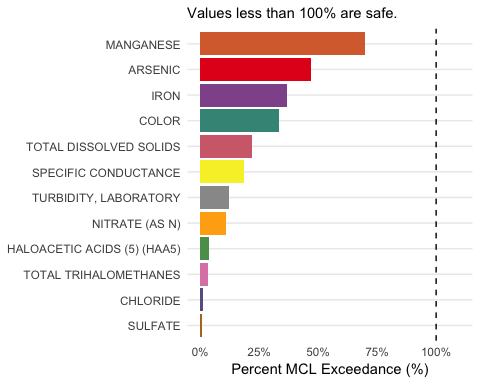 Values less than 100% are safe.
MANGANESE
ARSENIC
IRON
COLOR
TOTAL DISSOLVED SOLIDS
SPECIFIC CONDUCTANCE
TURBIDITY, LABORATORY
NITRATE (AS N)
HALOACETIC ACIDS (5) (HAA5)
TOTAL TRIHALOMETHANES
CHLORIDE
SULFATE
0% 25% 50% 75% 100%
Percent MCL Exceedance (%)